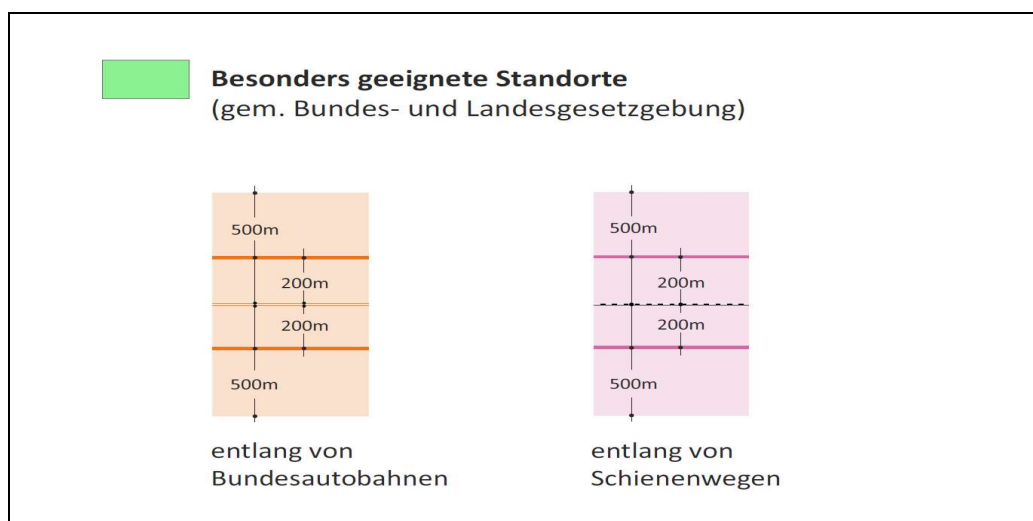 Besonders geeignete Standorte
(gem. Bundes- und Landesgesetzgebung)
500m
200m
200m
500m
entlang von
Bundesautobahnen
500m
200m
200m
500m
entlang von
Schienenwegen